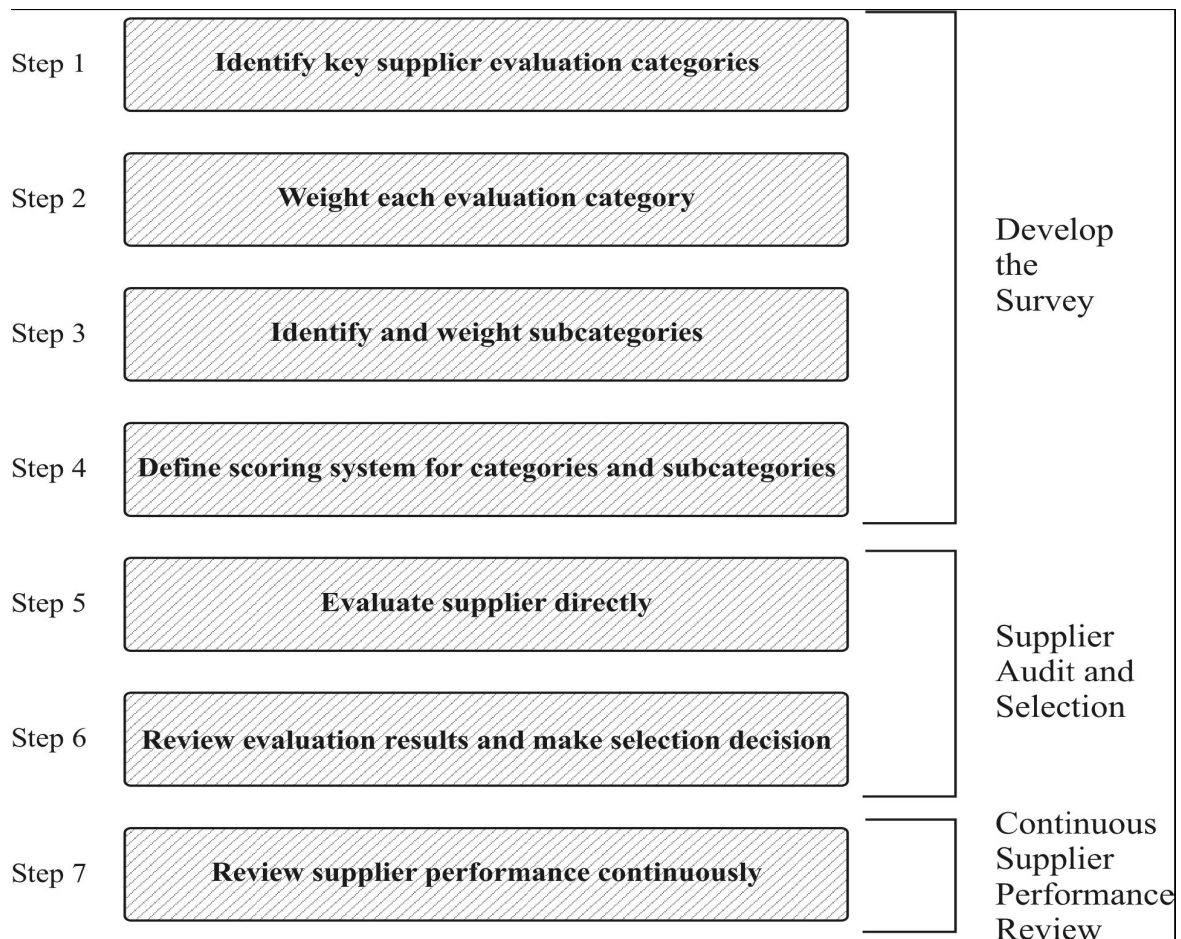 Step 1
Identify key supplier evaluation categories
Step 2
Weight each evaluation category
Develop
the
Survey
Step 3
Identify and weight subcategories
Step 4
Define scoring system for categories and subcategories
Step 5
Evaluate supplier directly
Supplier
Audit and
Selection
Step 6
Review evaluation results and make selection decision
Step 7
Review supplier performance continuously
Continuous
Supplier
Performance
Review